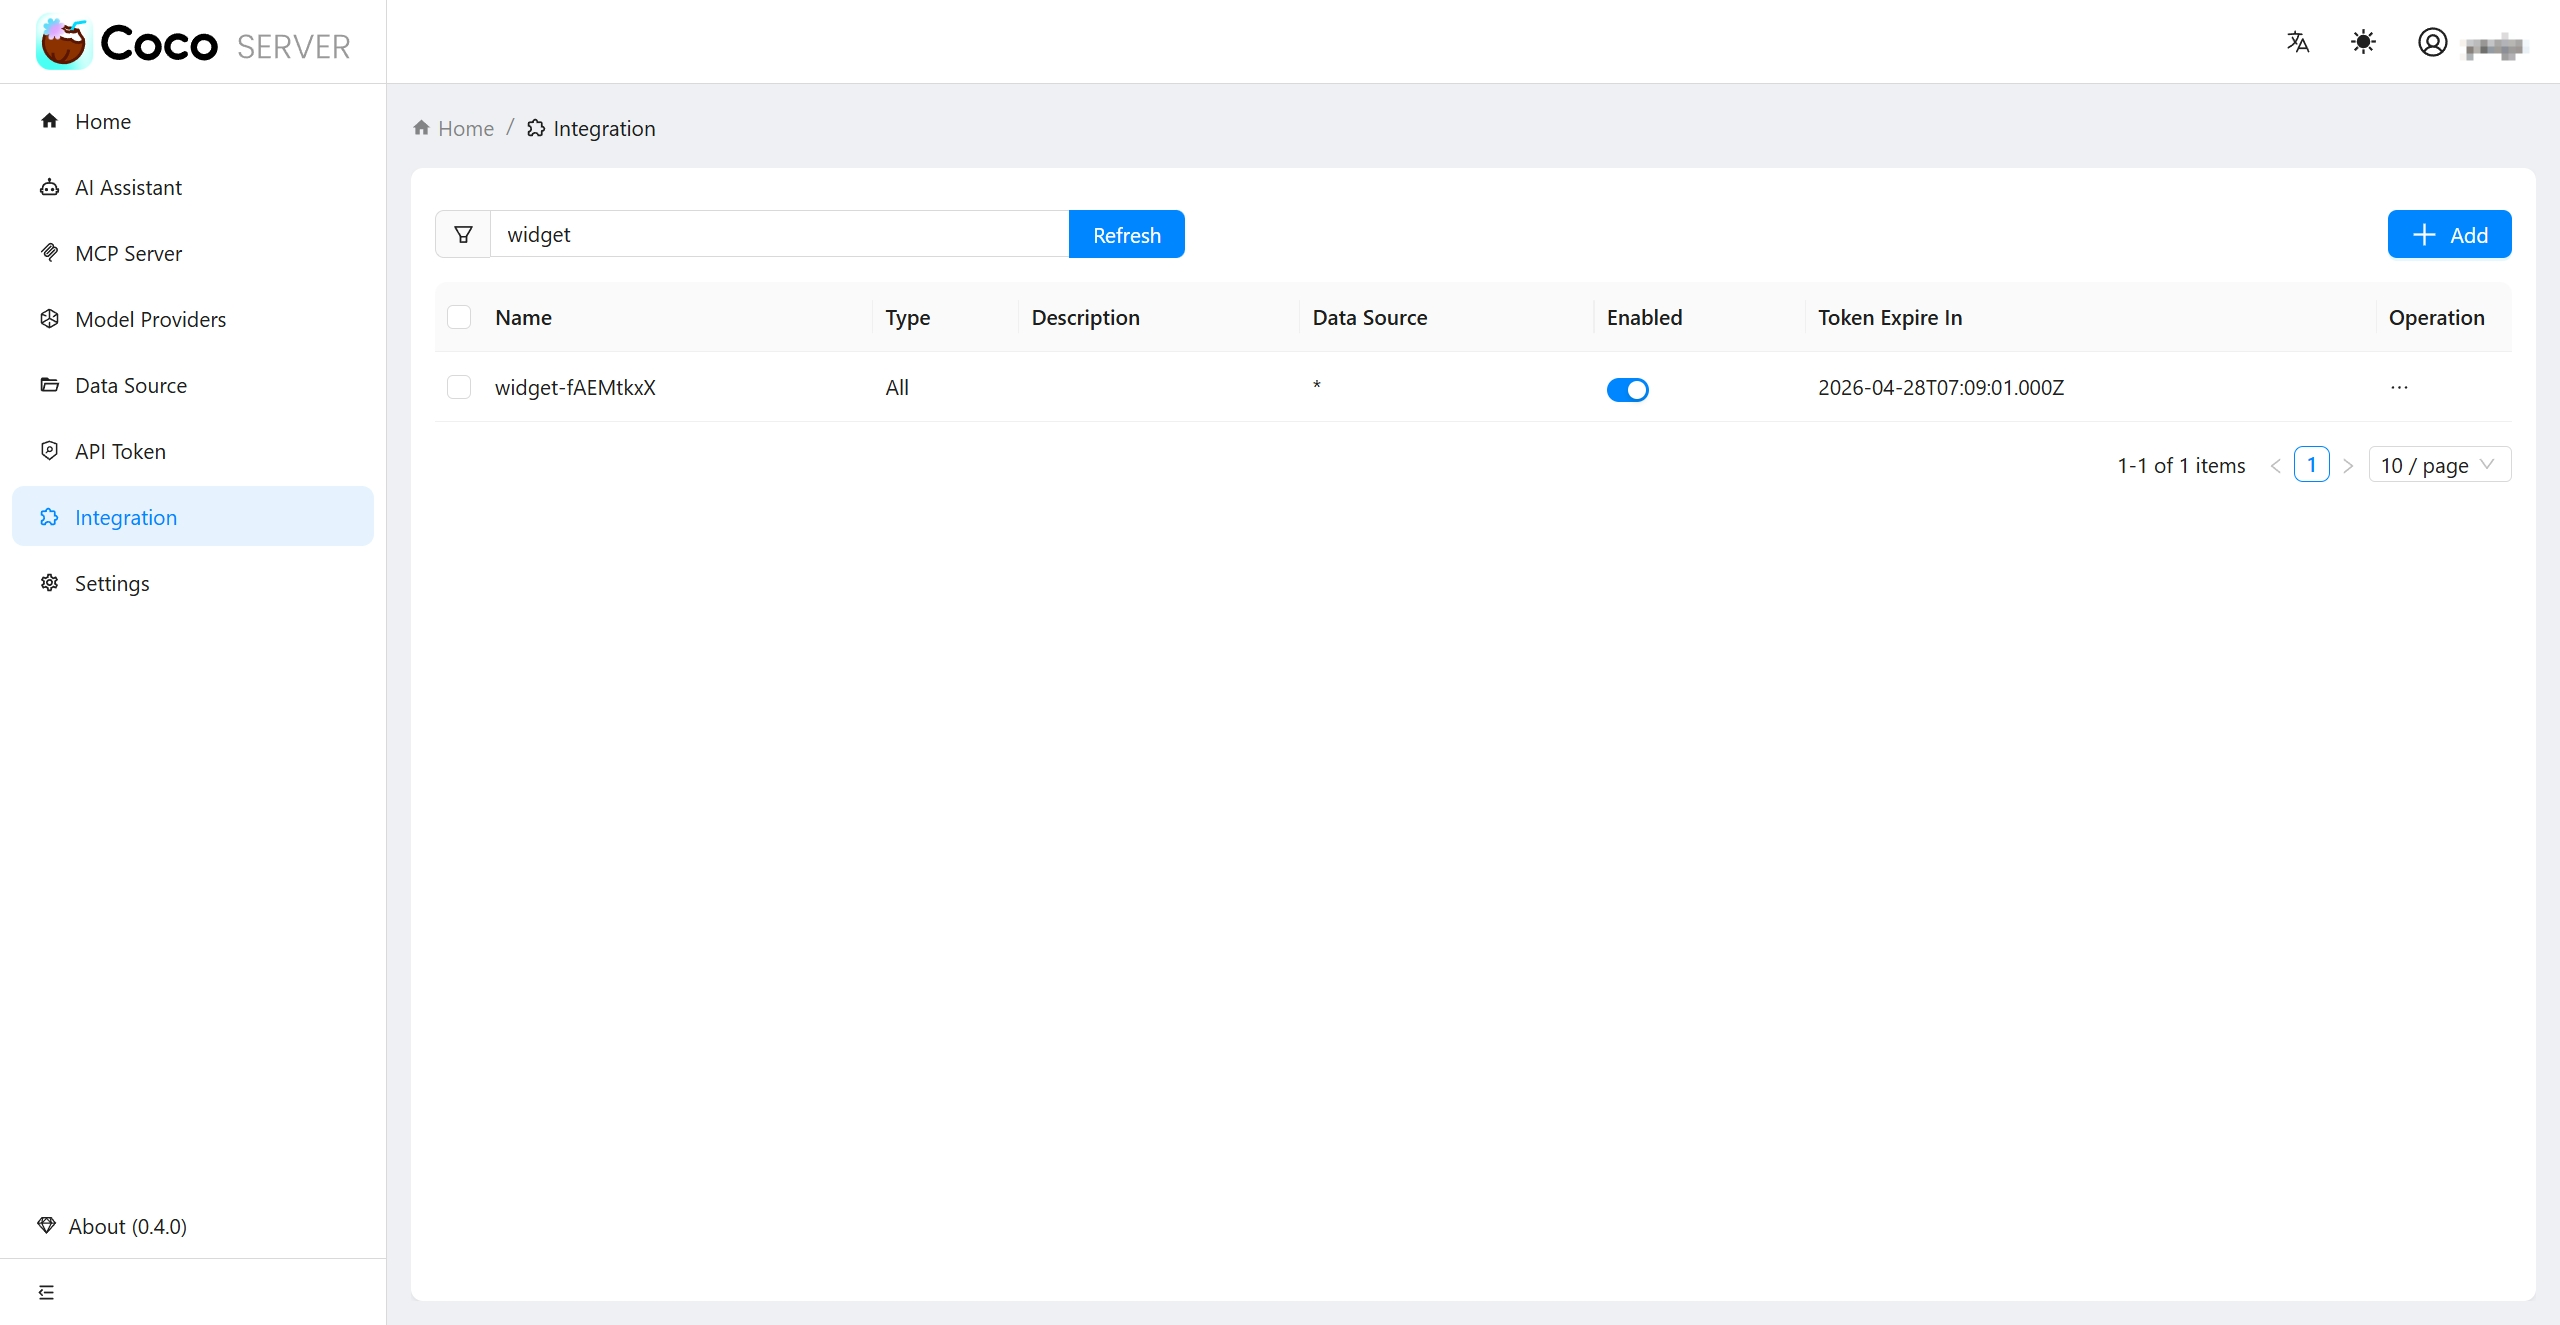 Coco SERVER
Home
AI Assistant
MCP Server
Model Providers
Data Source
API Token
Integration
Settings
About (0.4.0)
Home / Integration
widget Refresh Add
Name Type Description Data Source Enabled Token Expire In Operation
widget-fAEMtkxX All * 2026-04-28T07:09:01.000Z ···
1-1 of 1 items < 1 > 10 / page